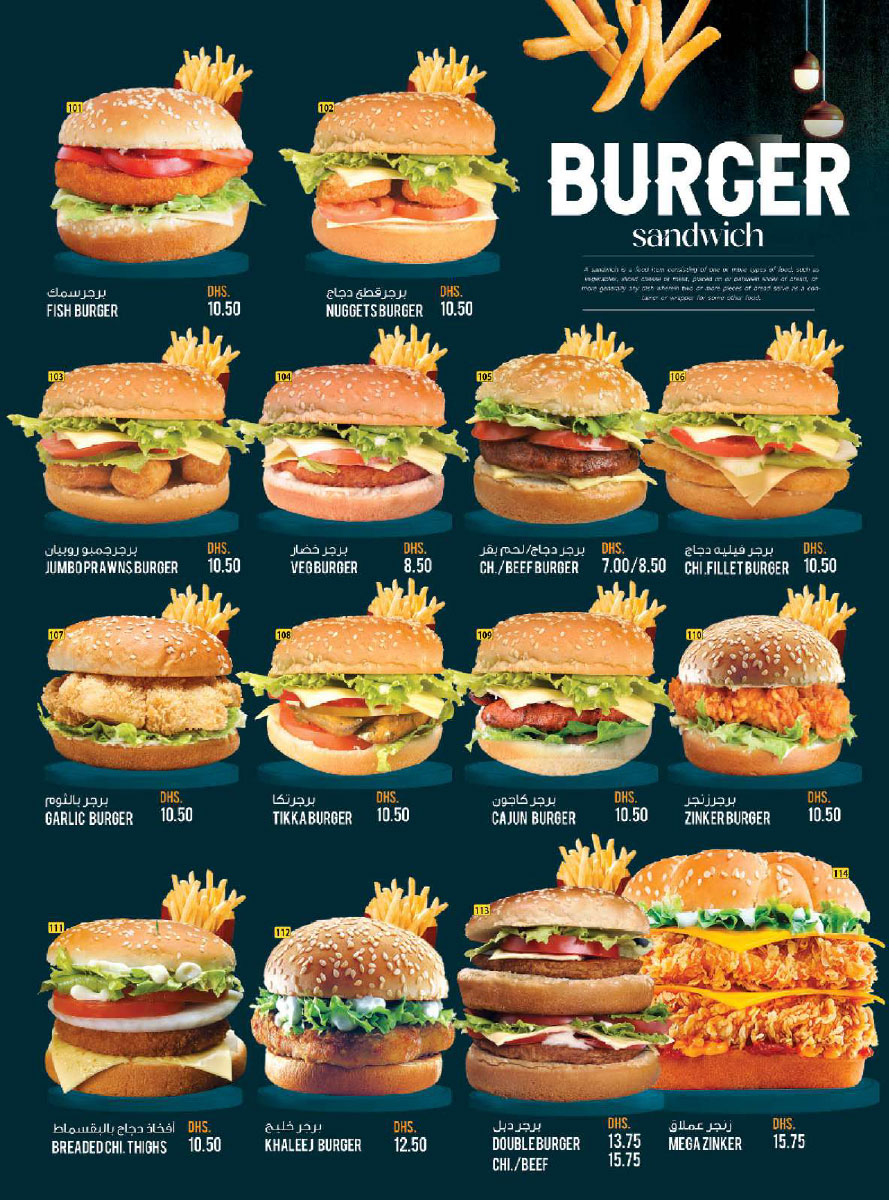 BURGER
sandwich
A sandwich is a food item consisting of one or more types of food, such as
vegetables, sliced cheese or meat, placed on or between slices of bread, or
more generally any dish wherein two or more pieces of bread serve as a con-
tainer or wrapper for some other food.
101
برجر سمك
DHS.
FISH BURGER
10.50
102
برجر قطع دجاج
DHS.
NUGGETS BURGER
10.50
103
برجر جمبو روبيان
DHS.
JUMBO PRAWNS BURGER
10.50
104
برجر خضار
DHS.
VEG BURGER
8.50
105
برجر دجاج/لحم بقر
DHS.
CH./BEEF BURGER
7.00/8.50
106
برجر فيليه دجاج
DHS.
CHI.FILLET BURGER
10.50
107
برجر بالثوم
DHS.
GARLIC BURGER
10.50
108
برجر تكا
DHS.
TIKKA BURGER
10.50
109
برجر كاجون
DHS.
CAJUN BURGER
10.50
110
برجر زنجر
DHS.
ZINKER BURGER
10.50
111
أفخاذ دجاج بالبقسماط
DHS.
BREADED CHI. THIGHS
10.50
112
برجر خليج
DHS.
KHALEEJ BURGER
12.50
113
برجر دبل
DHS.
DOUBLE BURGER
13.75
CHI./BEEF
15.75
114
زنجر عملاق
DHS.
MEGA ZINKER
15.75